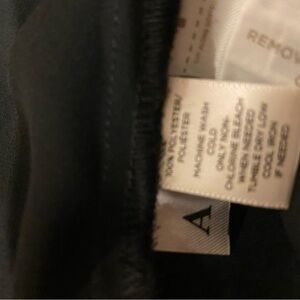 REMOV
100% POLYESTER/
POLIÉSTER
MACHINE WASH
COLD
ONLY NON-
CHLORINE BLEACH
WHEN NEEDED
TUMBLE DRY LOW
COOL IRON
IF NEEDED
A